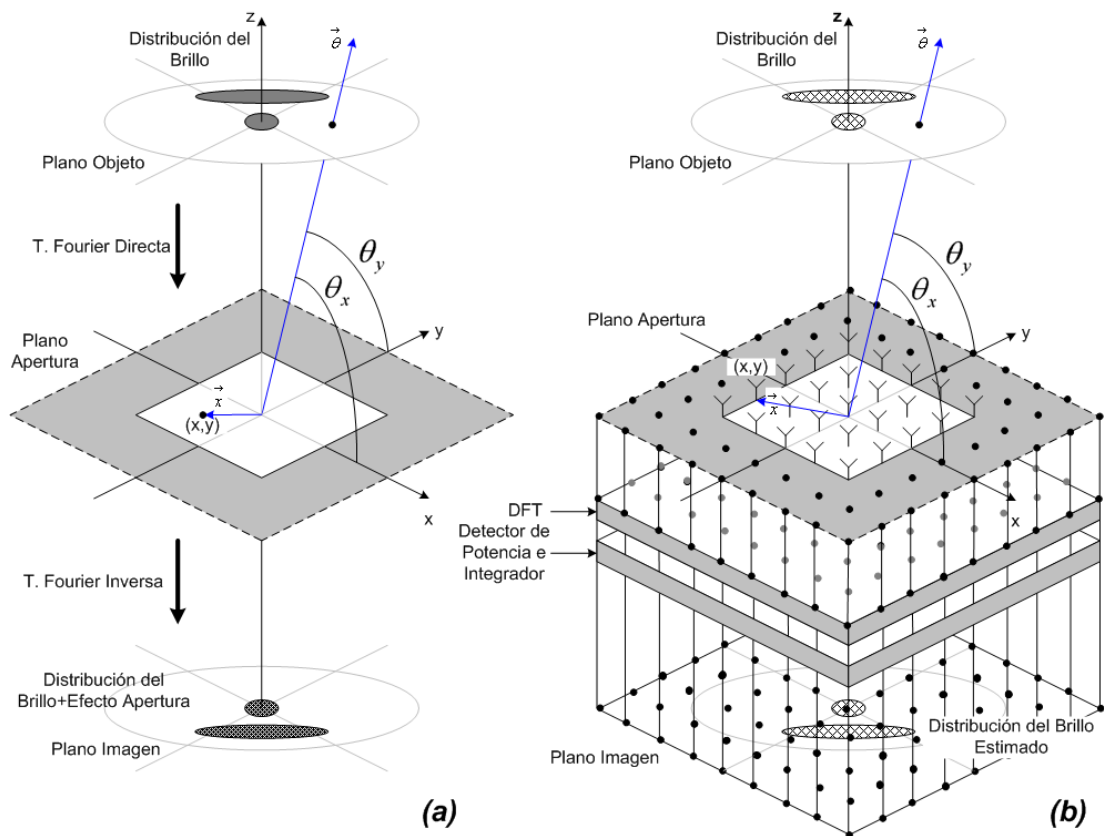 z
Distribución del
Brillo
θ
Plano Objeto
T. Fourier Directa
θy
θx
Plano
Apertura
y
x
(x,y)
x
T. Fourier Inversa
Distribución del
Brillo+Efecto Apertura
Plano Imagen
(a)
z
Distribución del
Brillo
θ
Plano Objeto
θy
θx
Plano Apertura
y
(x,y)
x
x
DFT
Detector de
Potencia e
Integrador
Distribución del Brillo
Estimado
Plano Imagen
(b)